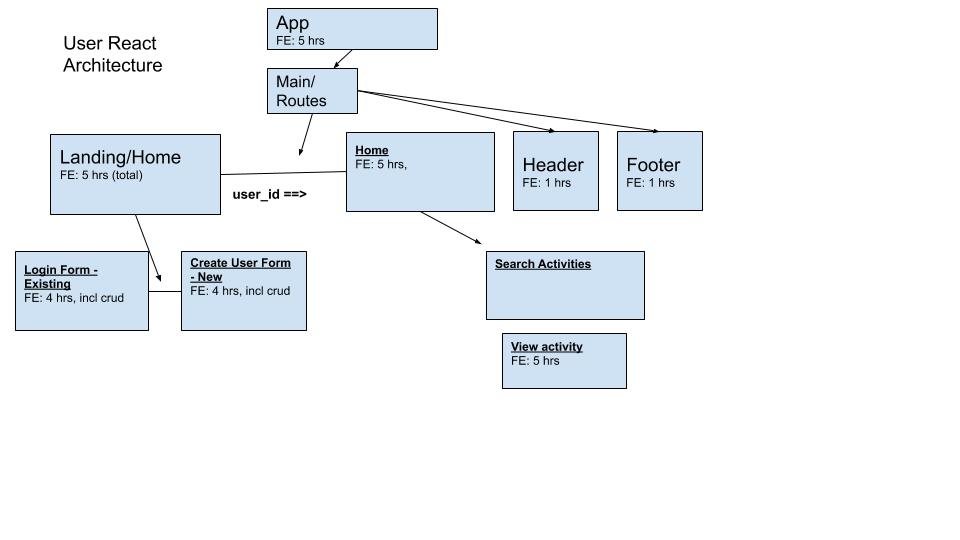 User React
Architecture
App
FE: 5 hrs
Main/
Routes
Landing/Home
FE: 5 hrs (total)
user_id ==>
Home
FE: 5 hrs,
Header
FE: 1 hrs
Footer
FE: 1 hrs
Login Form -
Existing
FE: 4 hrs, incl crud
Create User Form
- New
FE: 4 hrs, incl crud
Search Activities
View activity
FE: 5 hrs